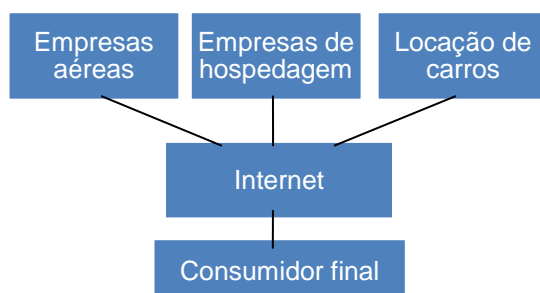 Empresas
aéreas
Empresas de
hospedagem
Locação de
carros
Internet
Consumidor final